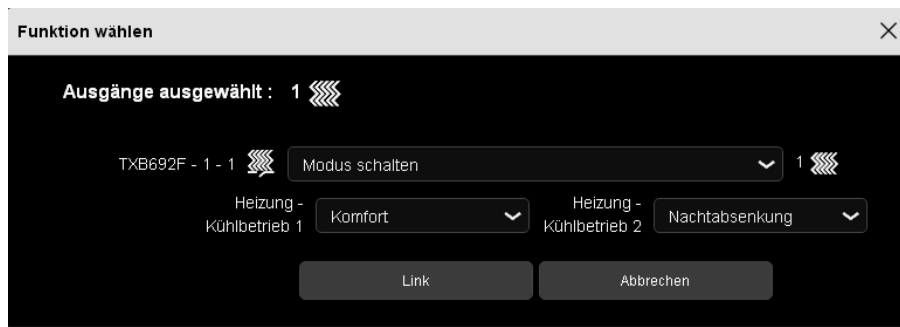 Funktion wählen
Ausgänge ausgewählt : 1
TXB692F - 1 - 1 Modus schalten 1
Heizung - Kühlbetrieb 1 Komfort Heizung - Kühlbetrieb 2 Nachtabsenkung
Link Abbrechen